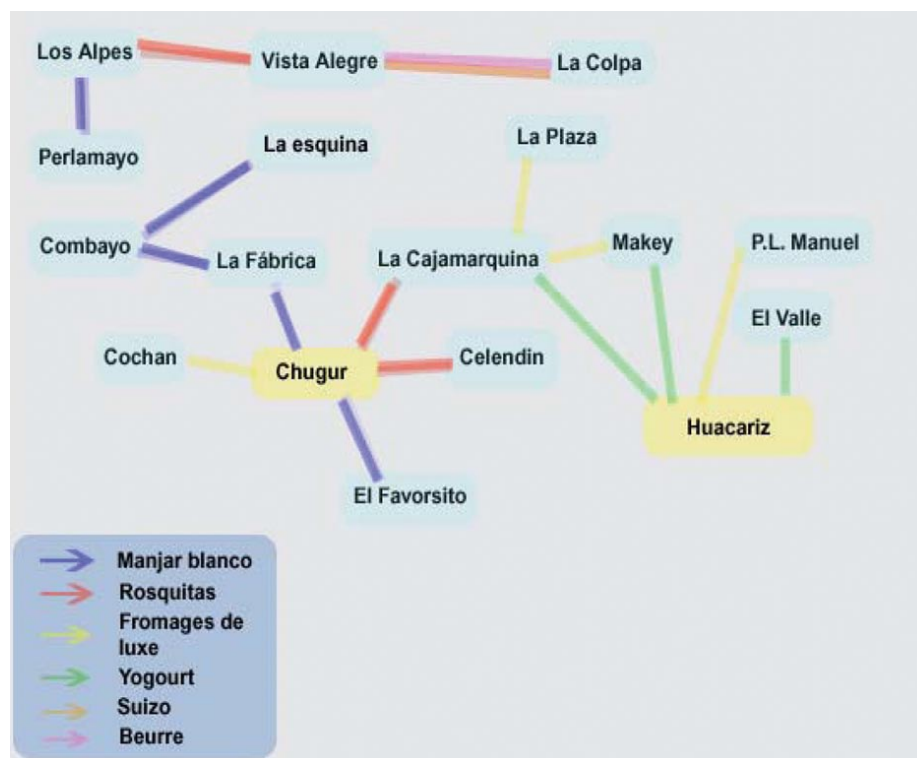 Los Alpes
Vista Alegre
La Colpa
Perlamayo
La esquina
La Plaza
Combayo
La Fábrica
La Cajamarquina
Makey
P.L. Manuel
El Valle
Cochan
Chugur
Celendin
Huacariz
El Favorsito
Manjar blanco
Rosquitas
Fromages de
luxe
Yogourt
Suizo
Beurre